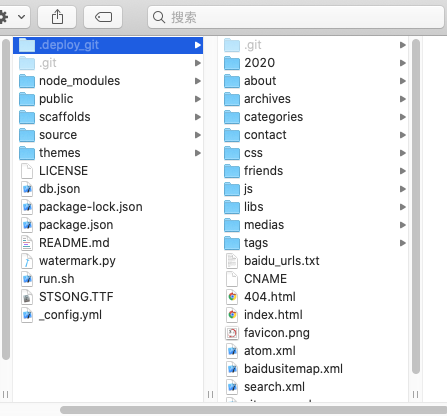 搜索
.deploy_git
.git
node_modules
public
scaffolds
source
themes
LICENSE
db.json
package-lock.json
package.json
README.md
watermark.py
run.sh
STSONG.TTF
_config.yml
.git
2020
about
archives
categories
contact
css
friends
js
libs
medias
tags
baidu_urls.txt
CNAME
404.html
index.html
favicon.png
atom.xml
baidusitemap.xml
search.xml